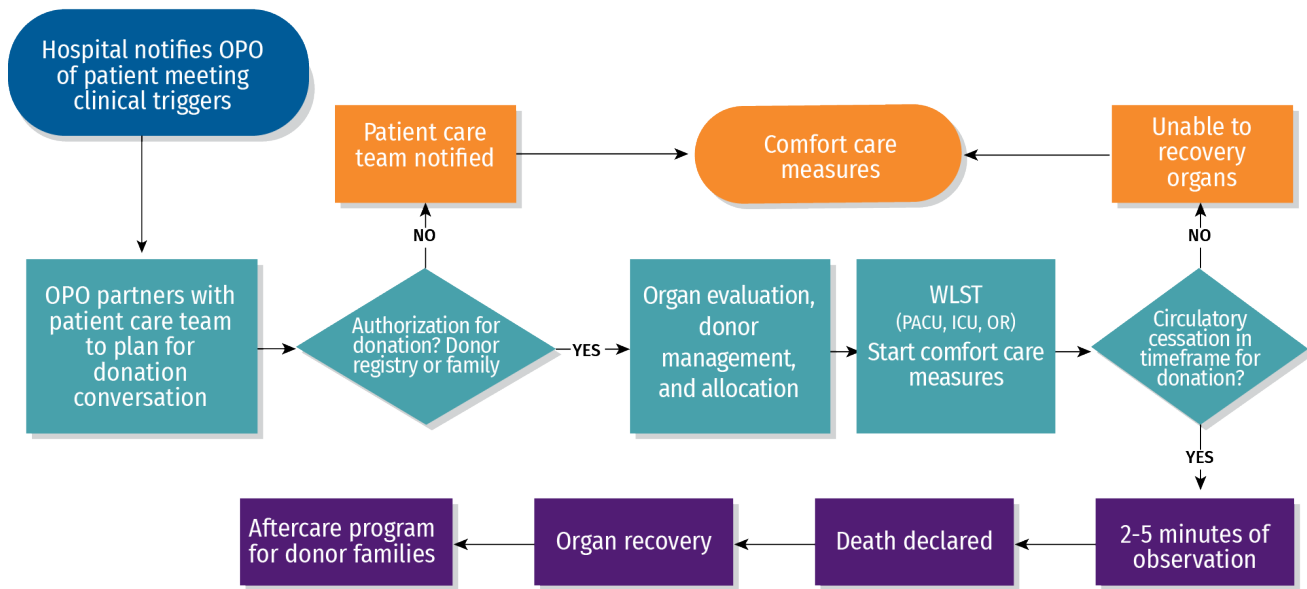 Hospital notifies OPO
of patient meeting
clinical triggers
Patient care
team notified
Comfort care
measures
Unable to
recovery
organs
NO
NO
OPO partners with
patient care team
to plan for
donation
conversation
Authorization for
donation? Donor
registry or family
YES
Organ evaluation,
donor
management,
and allocation
WLST
(PACU, ICU, OR)
Start comfort care
measures
Circulatory
cessation in
timeframe for
donation?
YES
2-5 minutes of
observation
Death declared
Organ recovery
Aftercare program
for donor families